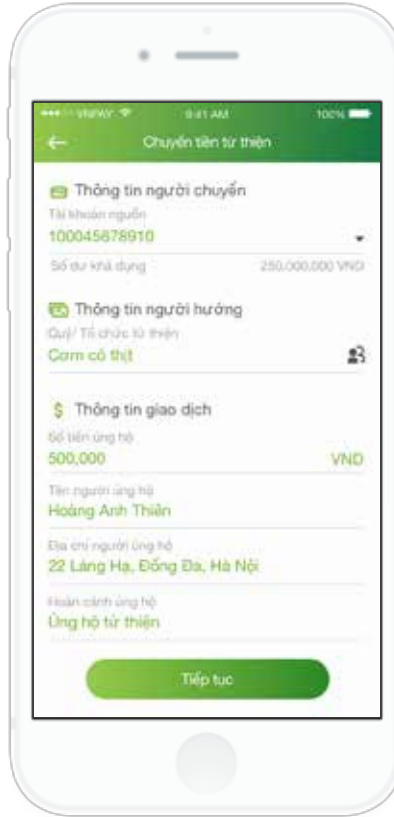 VNPAY 9:41 AM 100%
Chuyển tiền từ thiện
Thông tin người chuyển
Tài khoản nguồn
100045678910
Số dư khả dụng 250,000,000 VND
Thông tin người hưởng
Quỹ/ Tổ chức từ thiện
Cơm có thịt
Thông tin giao dịch
Số tiền ủng hộ
500,000 VND
Tên người ủng hộ
Hoàng Anh Thiên
Địa chỉ người ủng hộ
22 Láng Hạ, Đống Đa, Hà Nội
Hoàn cảnh ủng hộ
Ủng hộ từ thiện
Tiếp tục